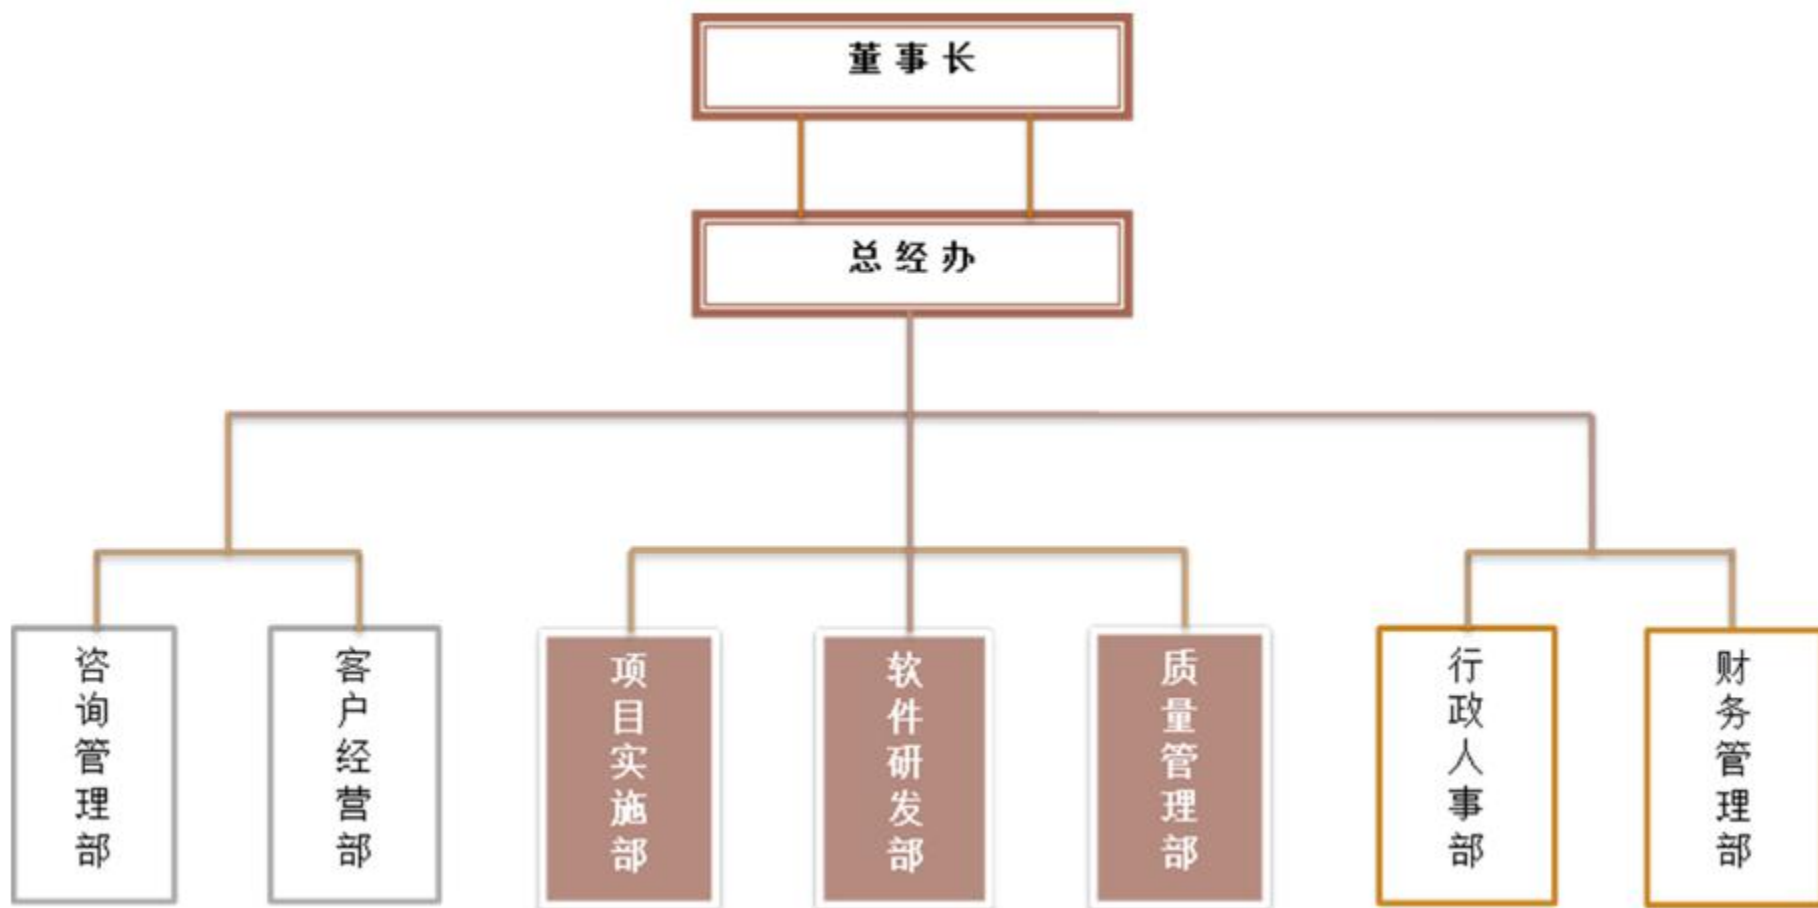 董事长
总经办
咨询管理部
客户经营部
项目实施部
软件研发部
质量管理部
行政人事部
财务管理部